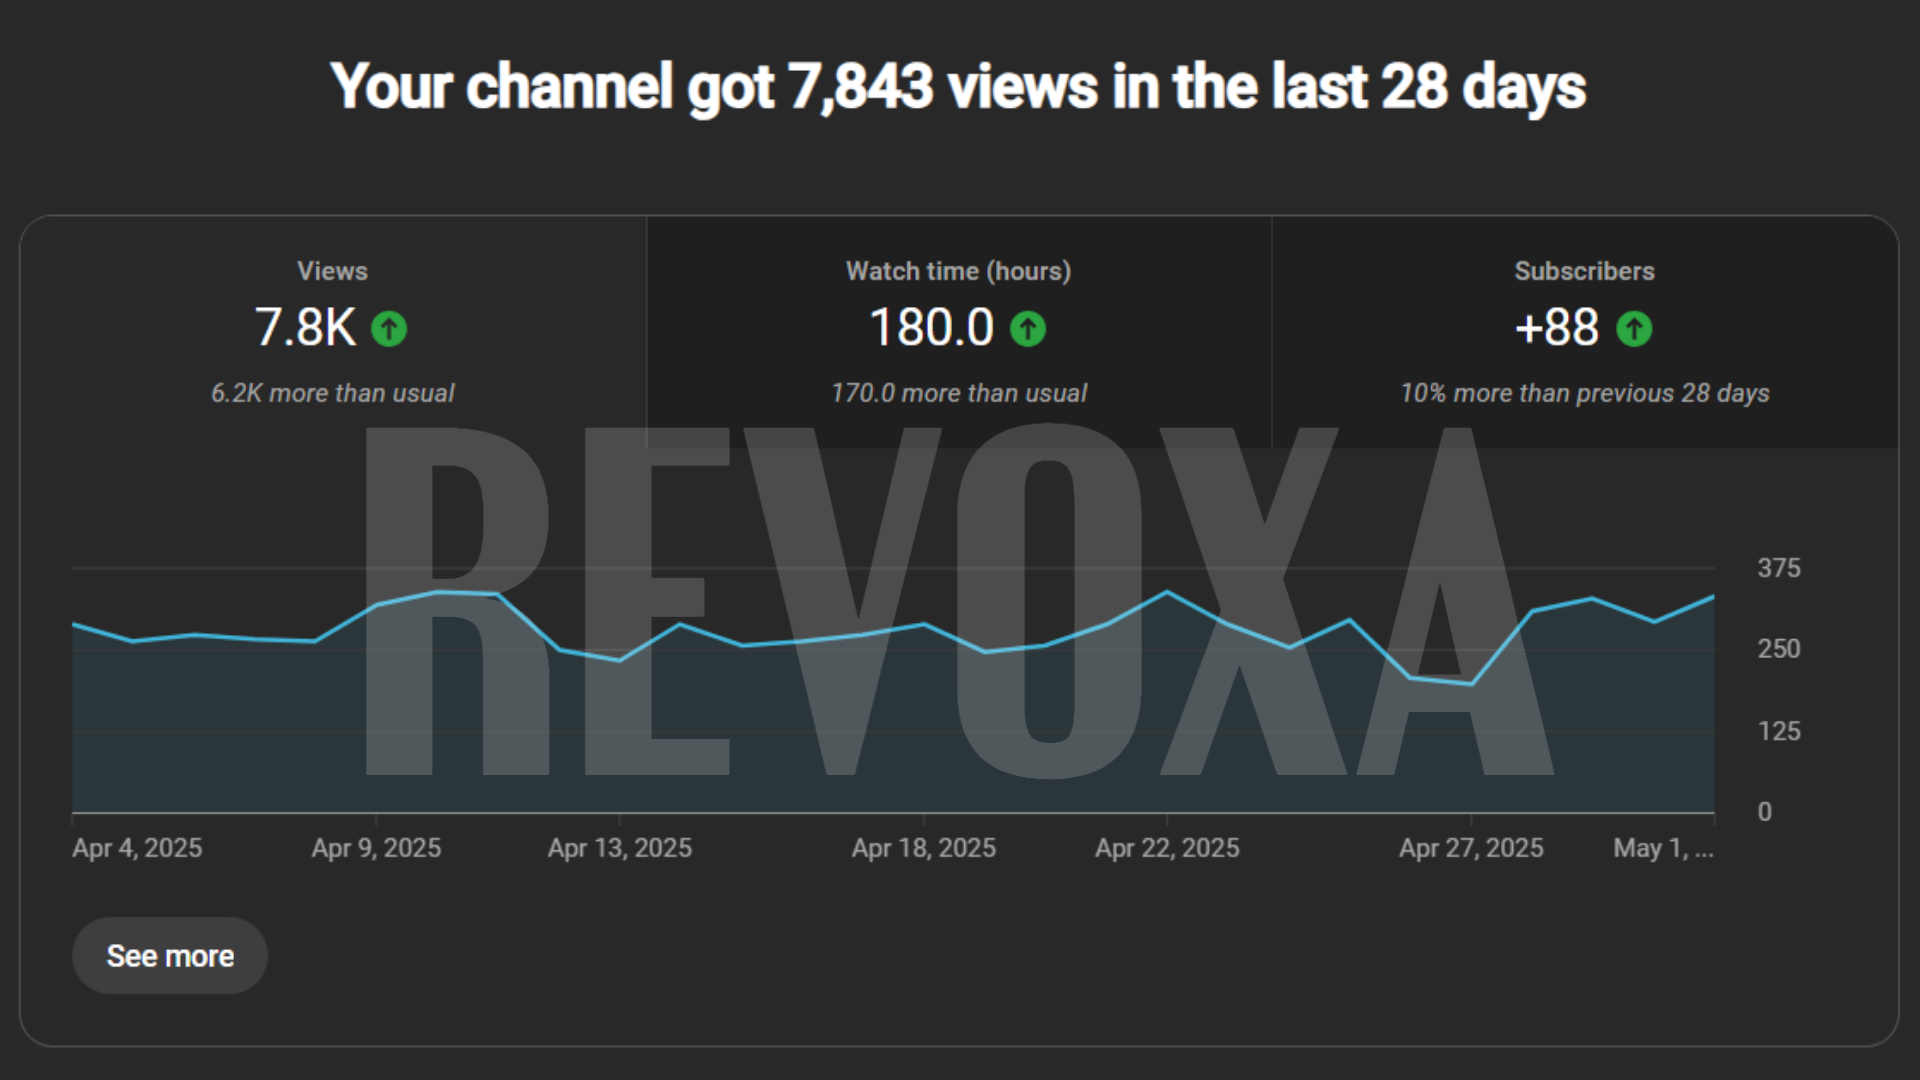 Your channel got 7,843 views in the last 28 days
Views
7.8K
6.2K more than usual
Watch time (hours)
180.0
170.0 more than usual
Subscribers
+88
10% more than previous 28 days
REVOXA
375
250
125
0
Apr 4, 2025 Apr 9, 2025 Apr 13, 2025 Apr 18, 2025 Apr 22, 2025 Apr 27, 2025 May 1, ...
See more